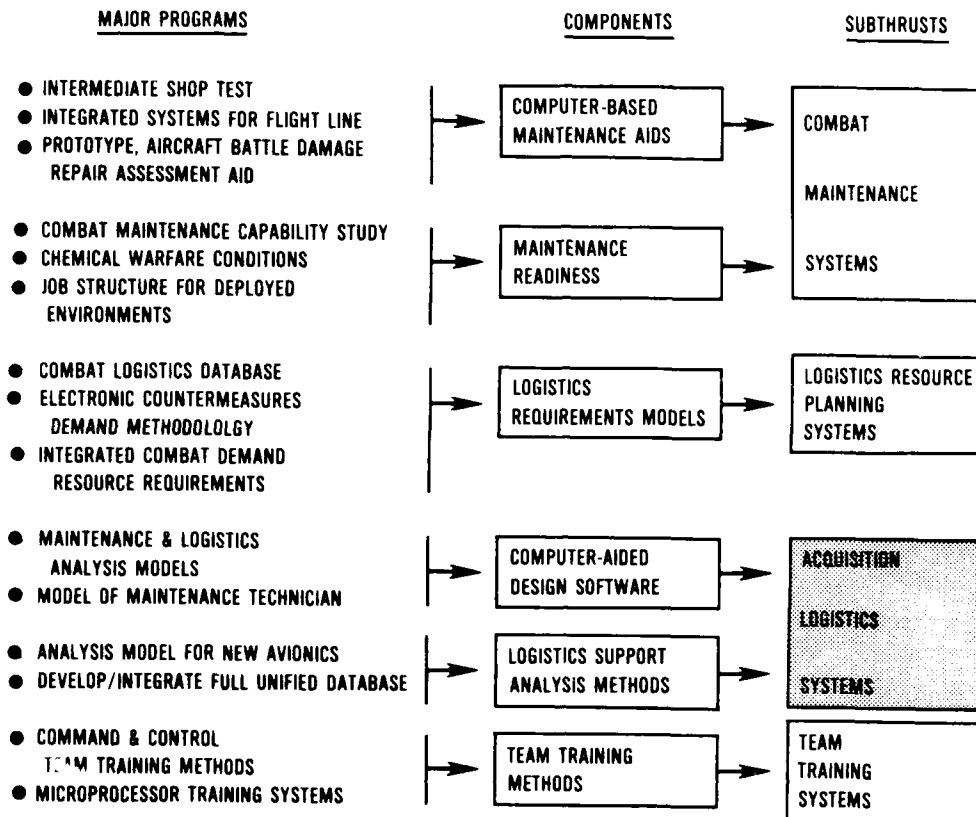 MAJOR PROGRAMS
COMPONENTS
SUBTHRUSTS
● INTERMEDIATE SHOP TEST
● INTEGRATED SYSTEMS FOR FLIGHT LINE
● PROTOTYPE, AIRCRAFT BATTLE DAMAGE
REPAIR ASSESSMENT AID
COMPUTER-BASED
MAINTENANCE AIDS
● COMBAT MAINTENANCE CAPABILITY STUDY
● CHEMICAL WARFARE CONDITIONS
● JOB STRUCTURE FOR DEPLOYED
ENVIRONMENTS
MAINTENANCE
READINESS
COMBAT
MAINTENANCE
SYSTEMS
● COMBAT LOGISTICS DATABASE
● ELECTRONIC COUNTERMEASURES
DEMAND METHODOLOLGY
● INTEGRATED COMBAT DEMAND
RESOURCE REQUIREMENTS
LOGISTICS
REQUIREMENTS MODELS
LOGISTICS RESOURCE
PLANNING
SYSTEMS
● MAINTENANCE & LOGISTICS
ANALYSIS MODELS
● MODEL OF MAINTENANCE TECHNICIAN
COMPUTER-AIDED
DESIGN SOFTWARE
● ANALYSIS MODEL FOR NEW AVIONICS
● DEVELOP/INTEGRATE FULL UNIFIED DATABASE
LOGISTICS SUPPORT
ANALYSIS METHODS
ACQUISITION
LOGISTICS
SYSTEMS
● COMMAND & CONTROL
TEAM TRAINING METHODS
● MICROPROCESSOR TRAINING SYSTEMS
TEAM TRAINING
METHODS
TEAM
TRAINING
SYSTEMS